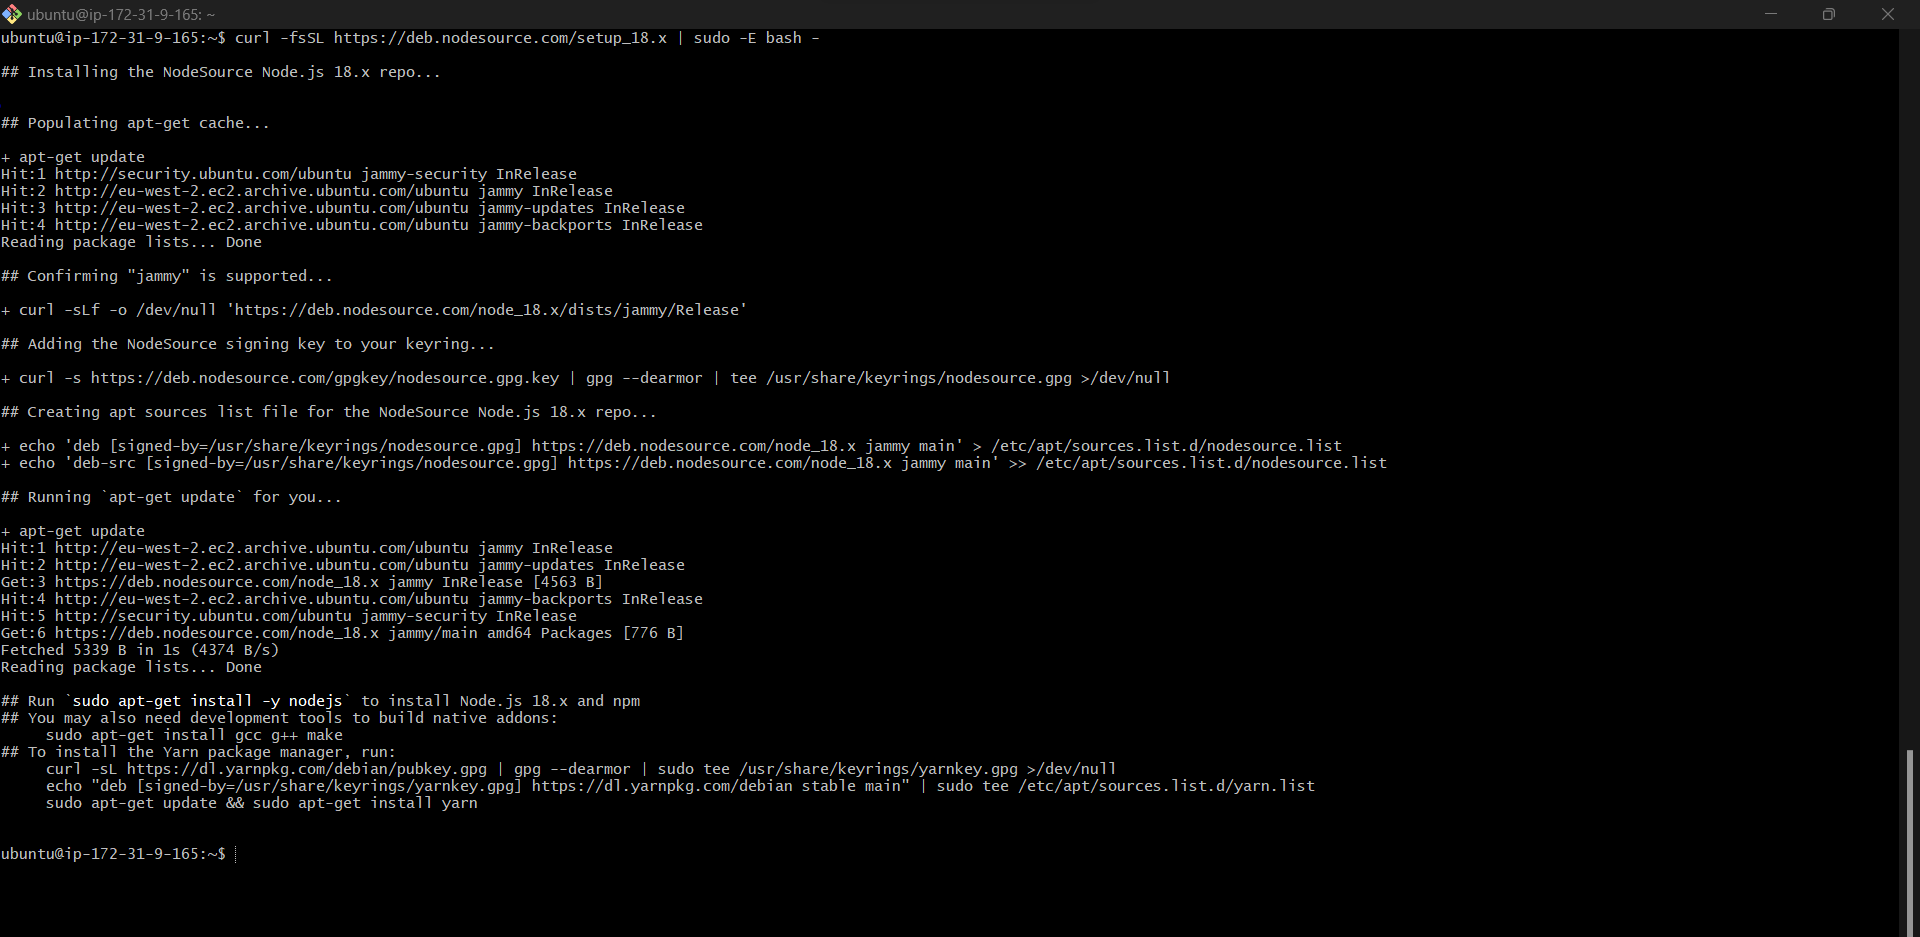 ubuntu@ip-172-31-9-165: ~
ubuntu@ip-172-31-9-165:~$ curl -fsSL https://deb.nodesource.com/setup_18.x | sudo -E bash -
## Installing the NodeSource Node.js 18.x repo...
## Populating apt-get cache...
+ apt-get update
Hit:1 http://security.ubuntu.com/ubuntu jammy-security InRelease
Hit:2 http://eu-west-2.ec2.archive.ubuntu.com/ubuntu jammy InRelease
Hit:3 http://eu-west-2.ec2.archive.ubuntu.com/ubuntu jammy-updates InRelease
Hit:4 http://eu-west-2.ec2.archive.ubuntu.com/ubuntu jammy-backports InRelease
Reading package lists... Done
## Confirming "jammy" is supported...
+ curl -sLf -o /dev/null 'https://deb.nodesource.com/node_18.x/dists/jammy/Release'
## Adding the NodeSource signing key to your keyring...
+ curl -s https://deb.nodesource.com/gpgkey/nodesource.gpg.key | gpg --dearmor | tee /usr/share/keyrings/nodesource.gpg >/dev/null
## Creating apt sources list file for the NodeSource Node.js 18.x repo...
+ echo 'deb [signed-by=/usr/share/keyrings/nodesource.gpg] https://deb.nodesource.com/node_18.x jammy main' > /etc/apt/sources.list.d/nodesource.list
+ echo 'deb-src [signed-by=/usr/share/keyrings/nodesource.gpg] https://deb.nodesource.com/node_18.x jammy main' >> /etc/apt/sources.list.d/nodesource.list
## Running `apt-get update` for you...
+ apt-get update
Hit:1 http://eu-west-2.ec2.archive.ubuntu.com/ubuntu jammy InRelease
Hit:2 http://eu-west-2.ec2.archive.ubuntu.com/ubuntu jammy-updates InRelease
Get:3 https://deb.nodesource.com/node_18.x jammy InRelease [4563 B]
Hit:4 http://eu-west-2.ec2.archive.ubuntu.com/ubuntu jammy-backports InRelease
Hit:5 http://security.ubuntu.com/ubuntu jammy-security InRelease
Get:6 https://deb.nodesource.com/node_18.x jammy/main amd64 Packages [776 B]
Fetched 5339 B in 1s (4374 B/s)
Reading package lists... Done
## Run `sudo apt-get install -y nodejs` to install Node.js 18.x and npm
## You may also need development tools to build native addons:
sudo apt-get install gcc g++ make
## To install the Yarn package manager, run:
curl -sL https://dl.yarnpkg.com/debian/pubkey.gpg | gpg --dearmor | sudo tee /usr/share/keyrings/yarnkey.gpg >/dev/null
echo "deb [signed-by=/usr/share/keyrings/yarnkey.gpg] https://dl.yarnpkg.com/debian stable main" | sudo tee /etc/apt/sources.list.d/yarn.list
sudo apt-get update && sudo apt-get install yarn
ubuntu@ip-172-31-9-165:~$